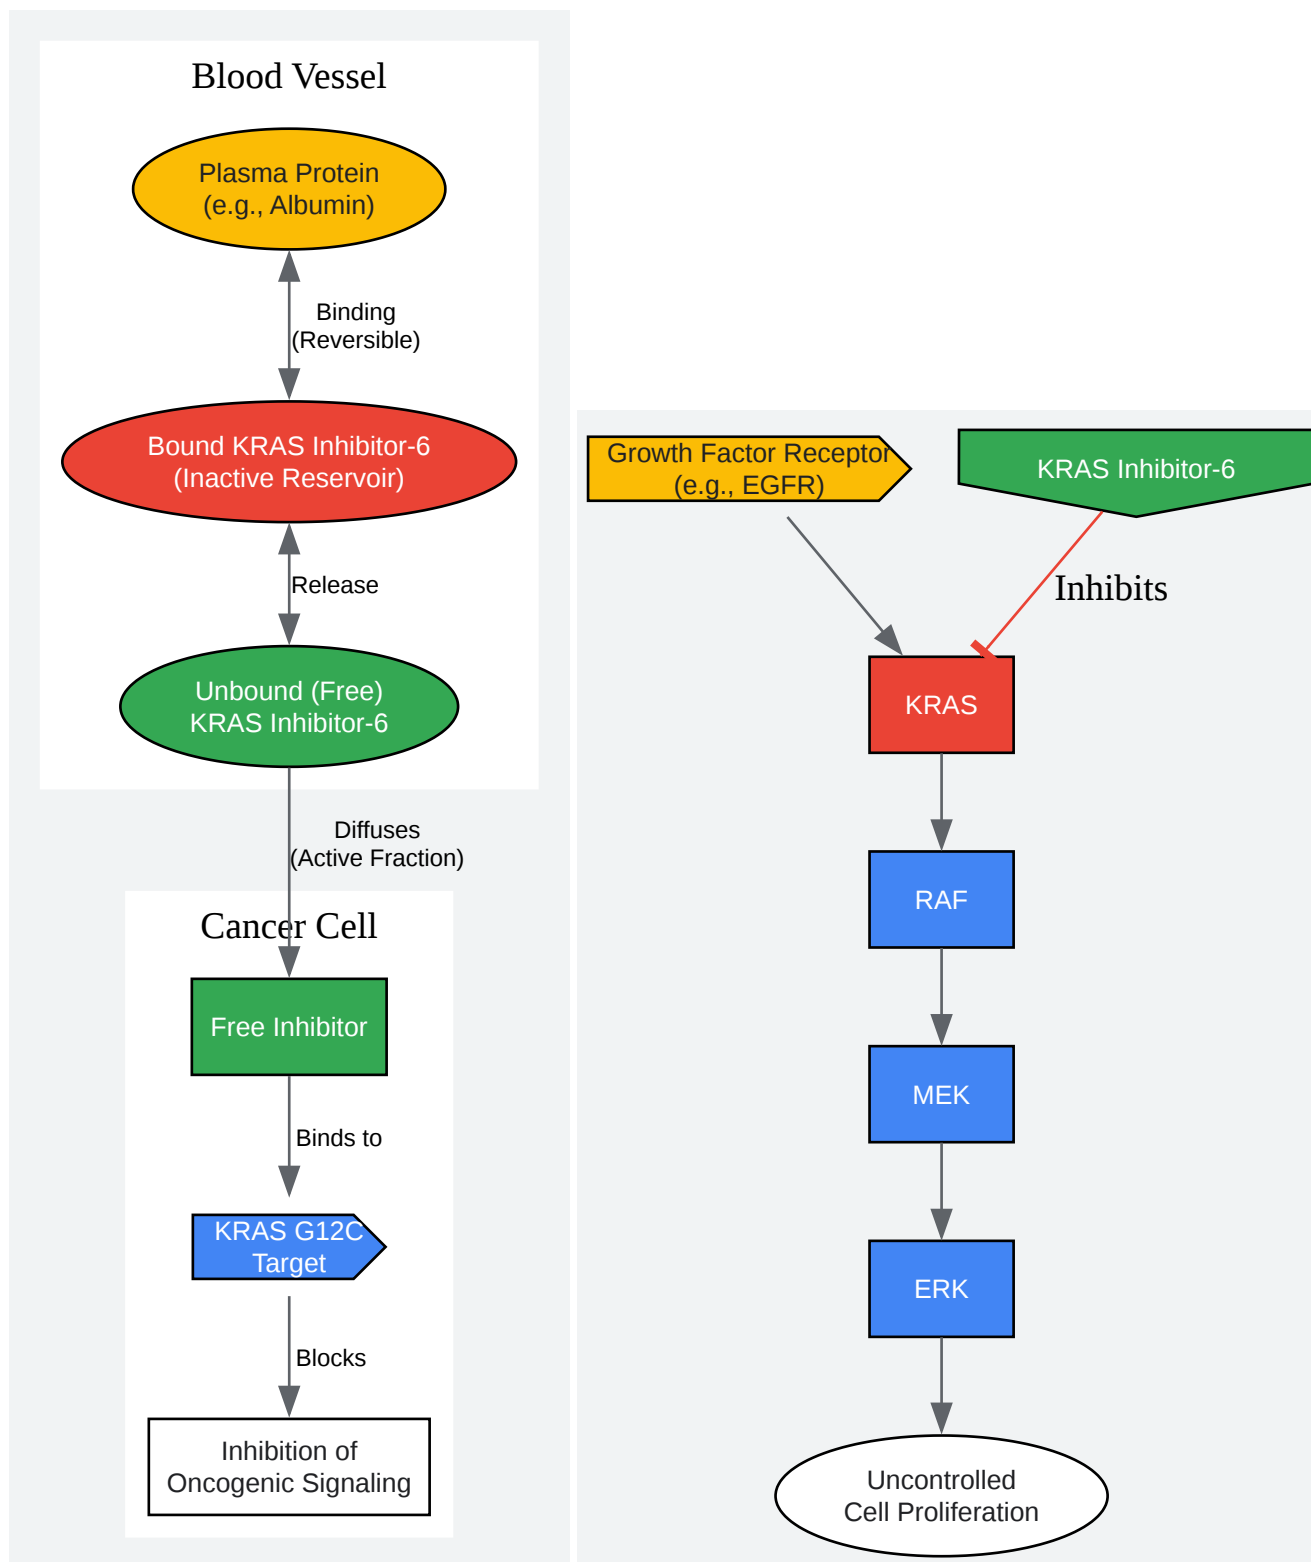 Blood Vessel
Plasma Protein
(e.g., Albumin)
Binding
(Reversible)
Bound KRAS Inhibitor-6
(Inactive Reservoir)
Release
Unbound (Free)
KRAS Inhibitor-6
Diffuses
(Active Fraction)
Cancer Cell
Free Inhibitor
Binds to
KRAS G12C
Target
Blocks
Inhibition of
Oncogenic Signaling
Growth Factor Receptor
(e.g., EGFR)
KRAS Inhibitor-6
Inhibits
KRAS
RAF
MEK
ERK
Uncontrolled
Cell Proliferation